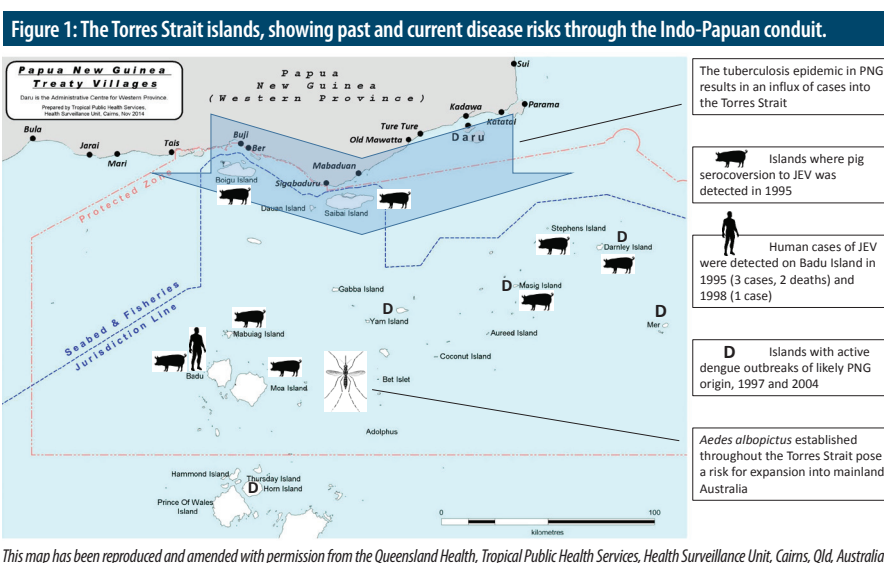 Figure 1: The Torres Strait islands, showing past and current disease risks through the Indo-Papuan conduit.
Papua New Guinea
Treaty Villages
Daru is the Administrative Centre for Western Province.
Prepared by Tropical Public Health Services,
Health Surveillance Unit, Cairns, Nov 2014
Papua
New Guinea
(Western Province)
Sui
Parama
Kadawa
Katatai
Daru
Ture Ture
Old Mawatta
Mabaduan
Sigabaduru
Buji
Ber
Tais
Mari
Jarai
Bula
Protected Zone
Boigu Island
Dauan Island
Saibai Island
Stephens Island
D
Darnley Island
Gabba Island
D
Masig Island
D
Yam Island
D
Mer
Aureed Island
Coconut Island
Seabed & Fisheries
Jurisdiction Line
Mabuiag Island
Badu
Moa Island
Bet Islet
Adolphus
Hammond Island
Thursday Island
D
Horn Island
Prince Of Wales
Island
0
100
kilometres
The tuberculosis epidemic in PNG
results in an influx of cases into
the Torres Strait
Islands where pig
serocoversion to JEV was
detected in 1995
Human cases of JEV
were detected on Badu Island in
1995 (3 cases, 2 deaths) and
1998 (1 case)
D Islands with active
dengue outbreaks of likely PNG
origin, 1997 and 2004
Aedes albopictus established
throughout the Torres Strait pose
a risk for expansion into mainland
Australia
This map has been reproduced and amended with permission from the Queensland Health, Tropical Public Health Services, Health Surveillance Unit, Cairns, Qld, Australia